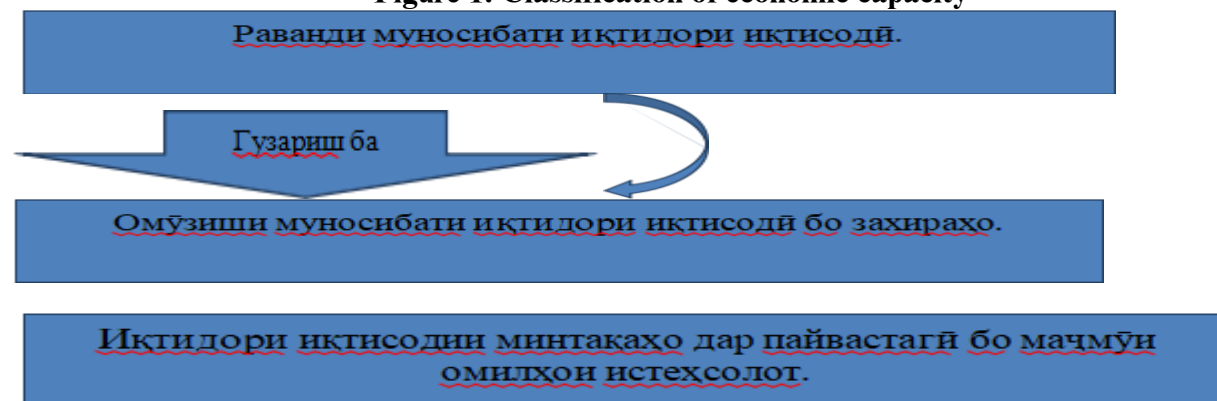 Figure 1. Classification of economic capacity
Раванди муносибати иқтидори иқтисодӣ.
Гузариш ба
Омӯзиши муносибати иқтидори иқтисодӣ бо захираҳо.
Иқтидори иқтисодии минтақаҳо дар пайвастагӣ бо маҷмӯи
омилҳои истеҳсолот.